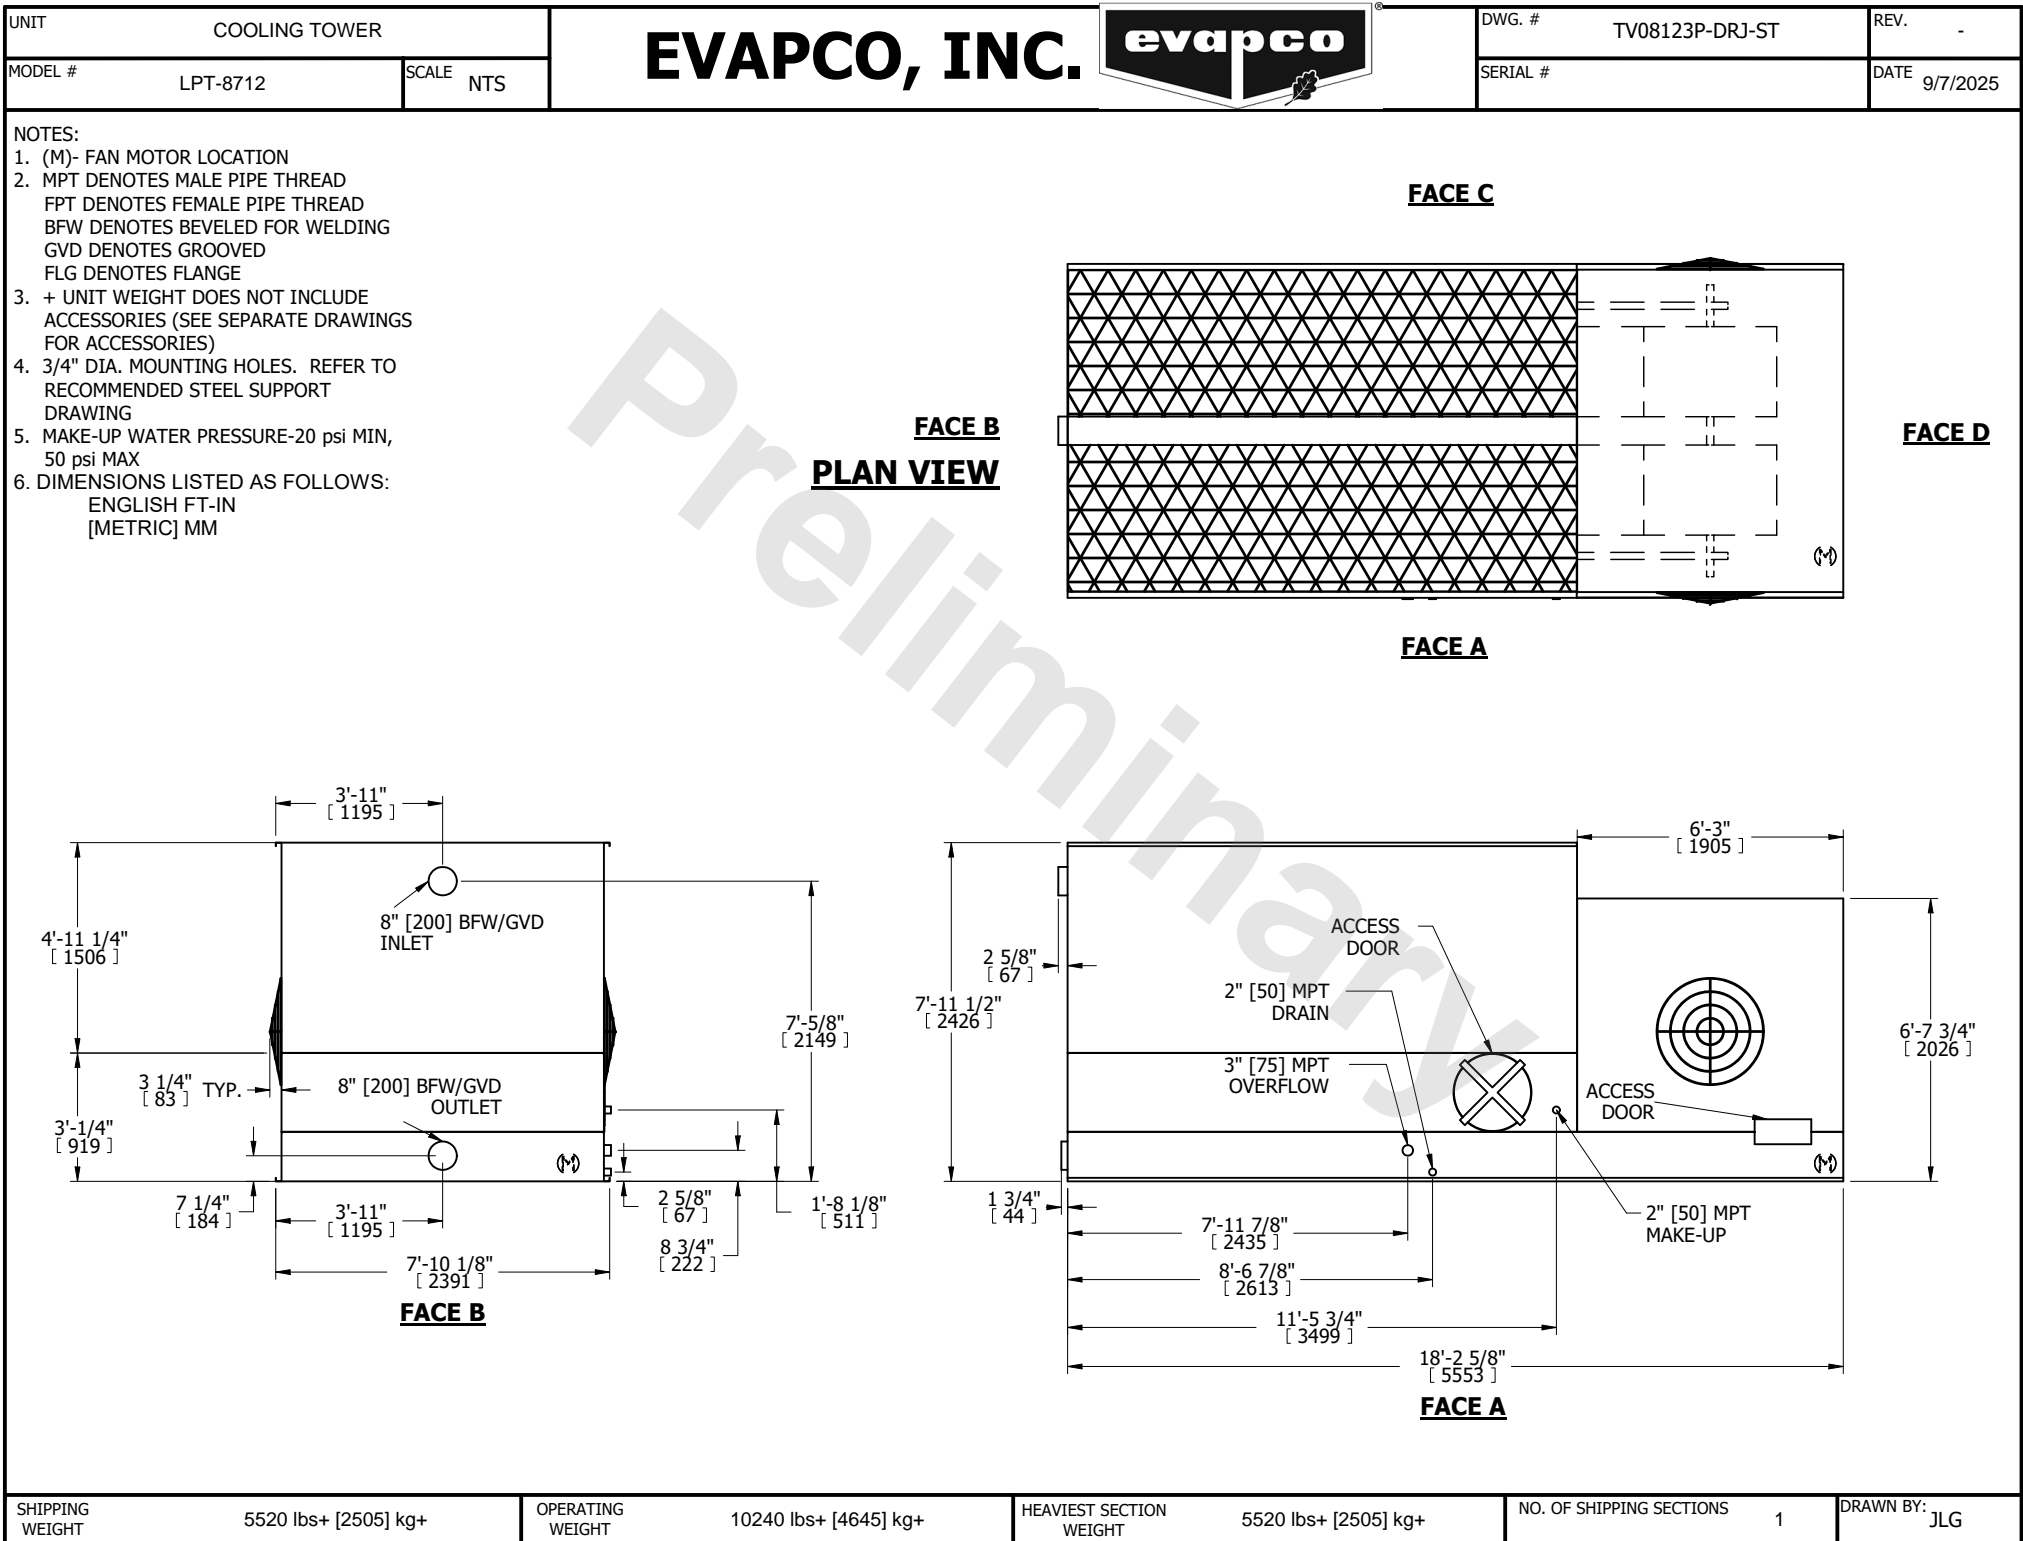 UNIT
COOLING TOWER
MODEL #
LPT-8712
SCALE
NTS
EVAPCO, INC.
evapco
®
DWG. #
TV08123P-DRJ-ST
REV.
-
SERIAL #
DATE
9/7/2025
NOTES:
1. (M)- FAN MOTOR LOCATION
2. MPT DENOTES MALE PIPE THREAD
FPT DENOTES FEMALE PIPE THREAD
BFW DENOTES BEVELED FOR WELDING
GVD DENOTES GROOVED
FLG DENOTES FLANGE
3. + UNIT WEIGHT DOES NOT INCLUDE
ACCESSORIES (SEE SEPARATE DRAWINGS
FOR ACCESSORIES)
4. 3/4" DIA. MOUNTING HOLES. REFER TO
RECOMMENDED STEEL SUPPORT
DRAWING
5. MAKE-UP WATER PRESSURE-20 psi MIN,
50 psi MAX
6. DIMENSIONS LISTED AS FOLLOWS:
ENGLISH FT-IN
[METRIC] MM
FACE C
FACE B
PLAN VIEW
FACE D
(M)
FACE A
Preliminary
3'-11"
[ 1195 ]
8" [200] BFW/GVD
INLET
4'-11 1/4"
[ 1506 ]
7'-5/8"
[ 2149 ]
3 1/4"
[ 83 ]
TYP.
8" [200] BFW/GVD
OUTLET
3'-1/4"
[ 919 ]
(M)
7 1/4"
[ 184 ]
3'-11"
[ 1195 ]
2 5/8"
[ 67 ]
1'-8 1/8"
[ 511 ]
8 3/4"
[ 222 ]
7'-10 1/8"
[ 2391 ]
FACE B
6'-3"
[ 1905 ]
ACCESS
DOOR
2 5/8"
[ 67 ]
2" [50] MPT
DRAIN
7'-11 1/2"
[ 2426 ]
6'-7 3/4"
[ 2026 ]
3" [75] MPT
OVERFLOW
ACCESS
DOOR
(M)
1 3/4"
[ 44 ]
2" [50] MPT
MAKE-UP
7'-11 7/8"
[ 2435 ]
8'-6 7/8"
[ 2613 ]
11'-5 3/4"
[ 3499 ]
18'-2 5/8"
[ 5553 ]
FACE A
SHIPPING
WEIGHT
5520 lbs+ [2505] kg+
OPERATING
WEIGHT
10240 lbs+ [4645] kg+
HEAVIEST SECTION
WEIGHT
5520 lbs+ [2505] kg+
NO. OF SHIPPING SECTIONS
1
DRAWN BY:
JLG